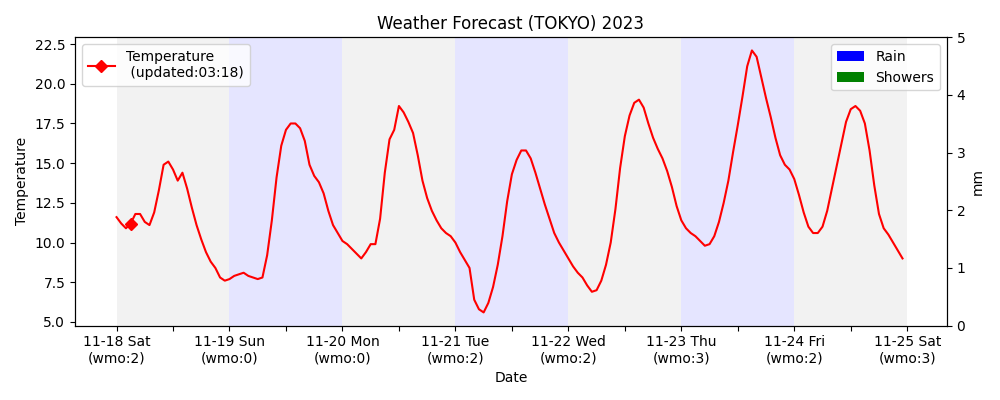 Weather Forecast (TOKYO) 2023
Temperature
(updated:03:18)
Rain
Showers
22.5
20.0
17.5
15.0
12.5
10.0
7.5
5.0
Temperature
5
4
3
2
1
0
mm
11-18 Sat 11-19 Sun 11-20 Mon 11-21 Tue 11-22 Wed 11-23 Thu 11-24 Fri 11-25 Sat
(wmo:2) (wmo:0) (wmo:0) (wmo:2) (wmo:2) (wmo:3) (wmo:2) (wmo:3)
Date